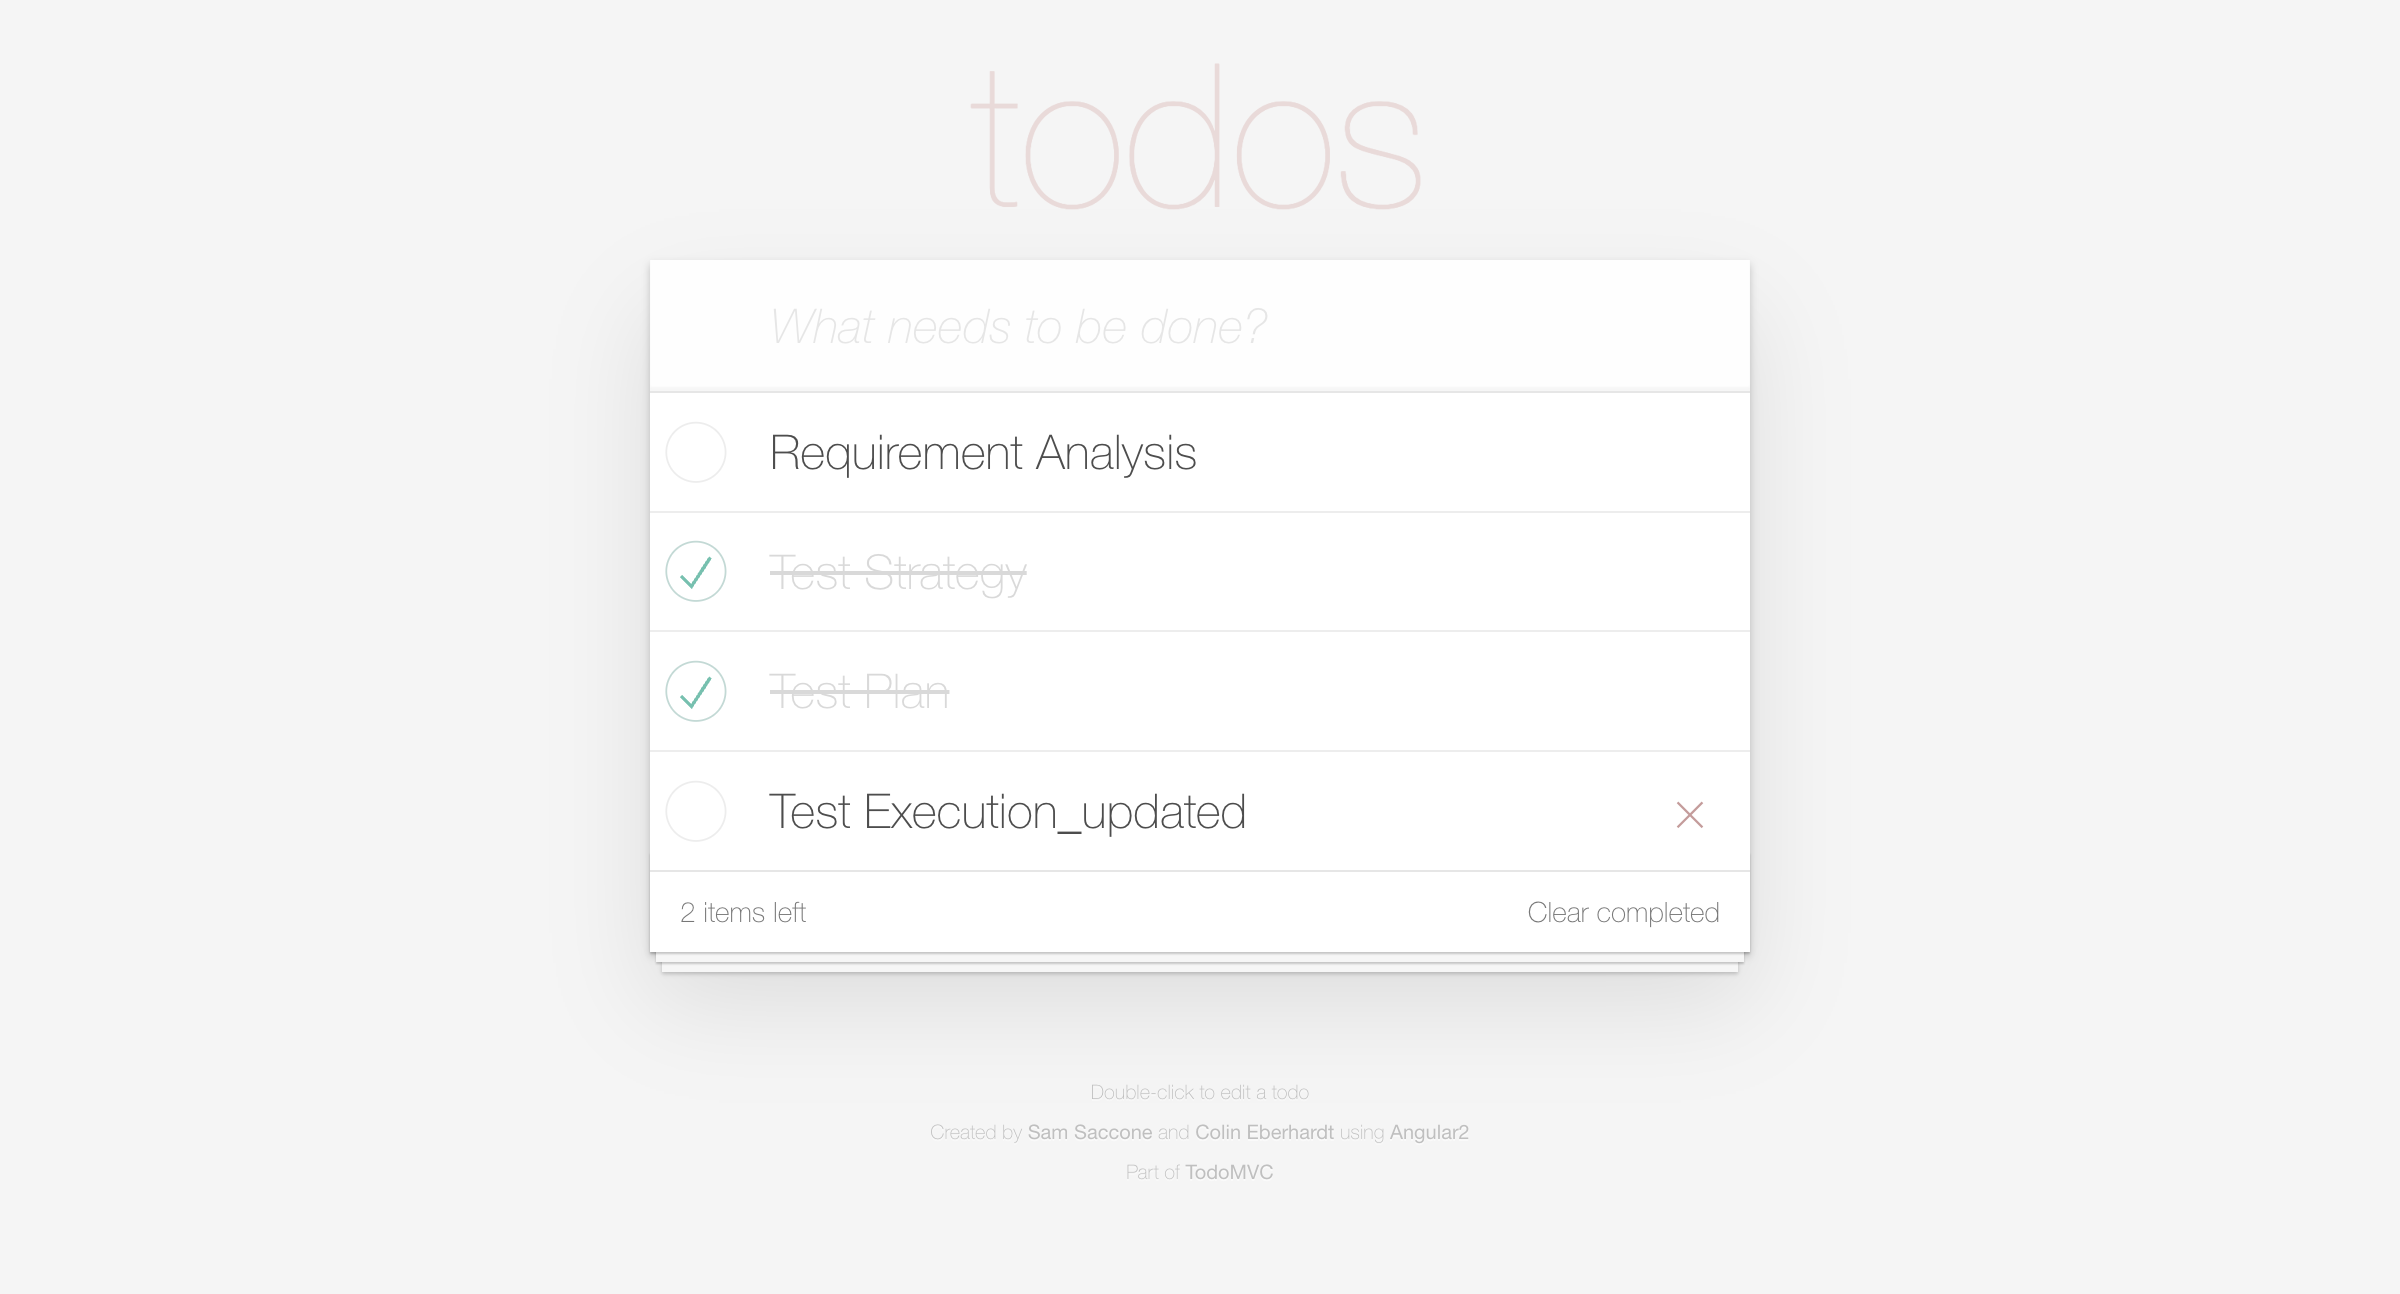 todos
What needs to be done?
Requirement Analysis
Test Strategy
Test Plan
Test Execution_updated
2 items left
Clear completed
Double-click to edit a todo
Created by Sam Saccone and Colin Eberhardt using Angular2
Part of TodoMVC